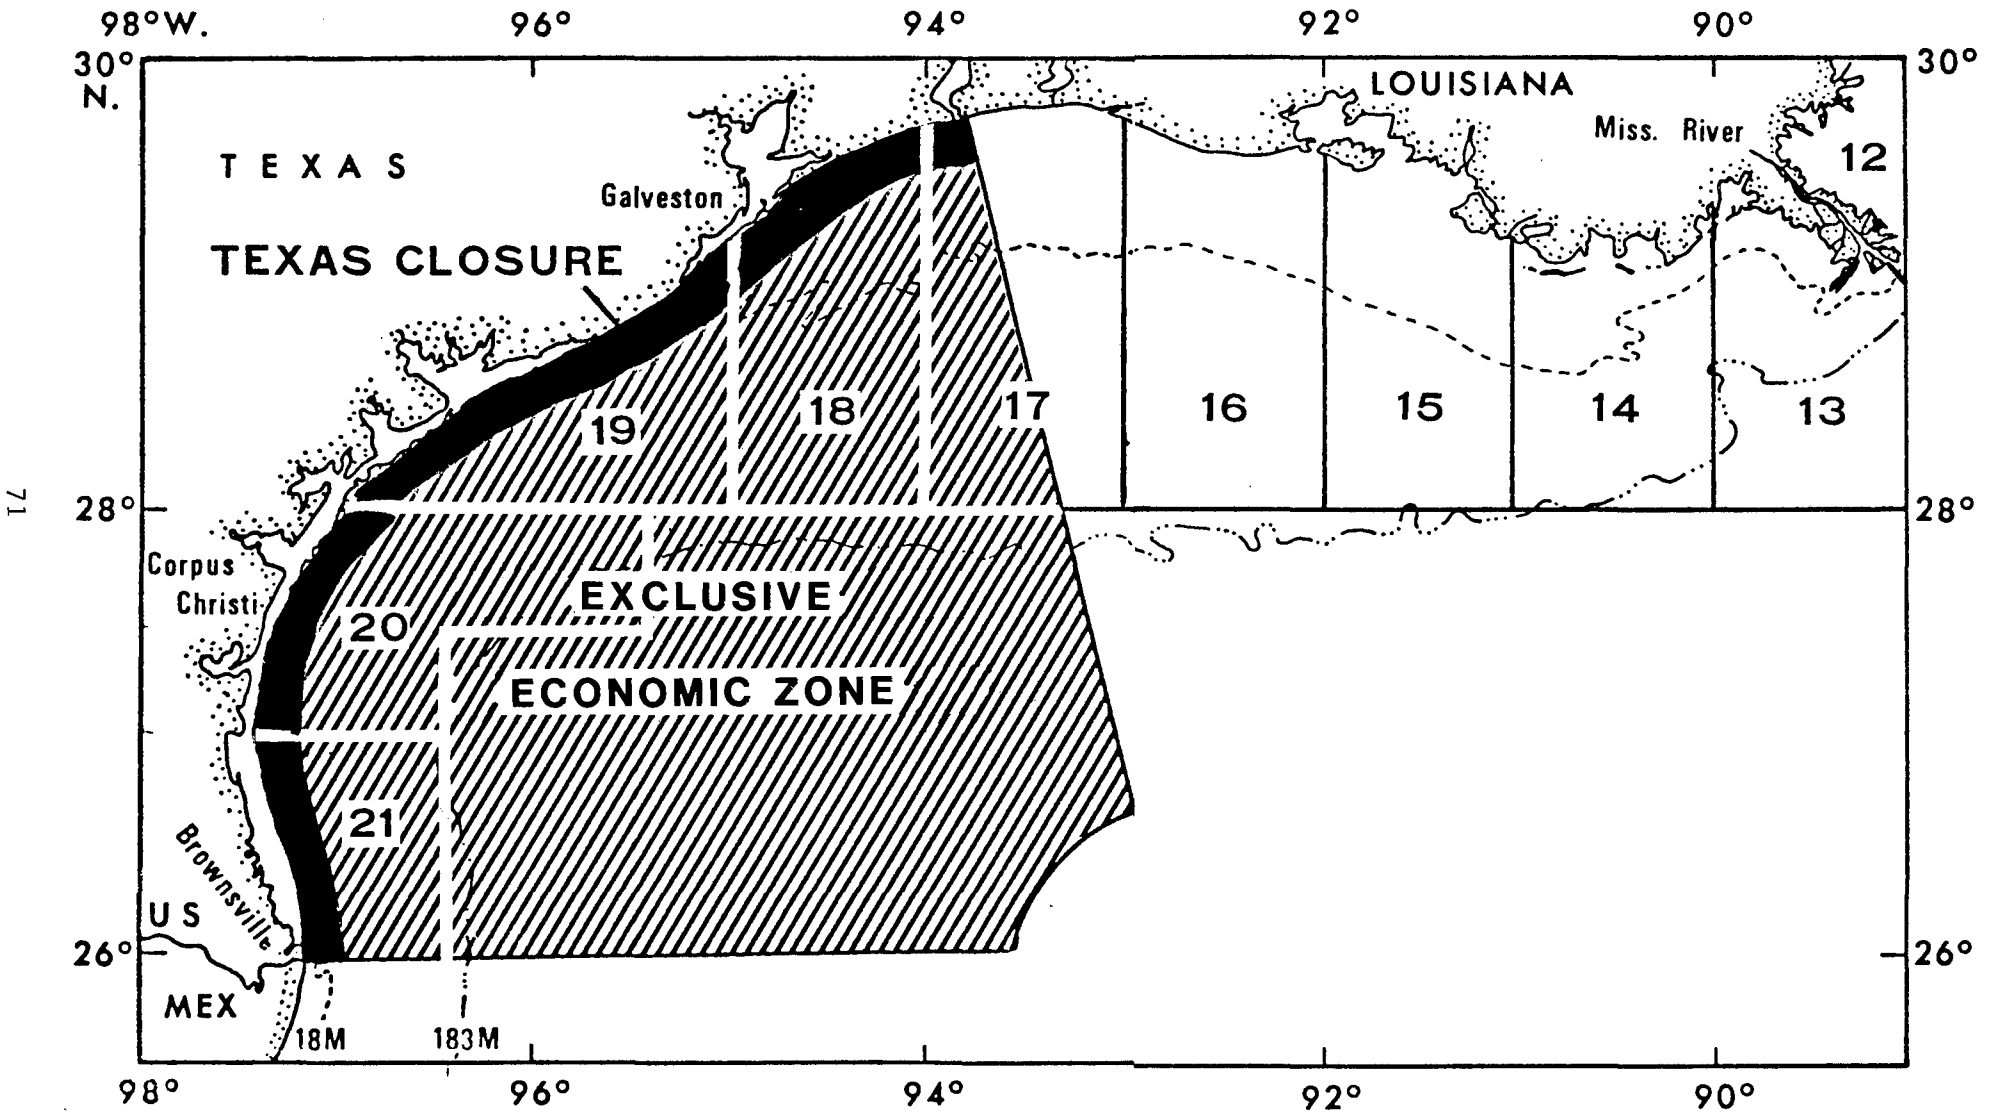 98° W.
96°
94°
92°
90°
30°
N.
30°
LOUISIANA
Miss. River
12
TEXAS
Galveston
TEXAS CLOSURE
19
18
17
16
15
14
13
71
28°
28°
Corpus
Christi
EXCLUSIVE
20
ECONOMIC ZONE
21
Brownsville
US
26°
26°
MEX
18M
183M
98°
96°
94°
92°
90°